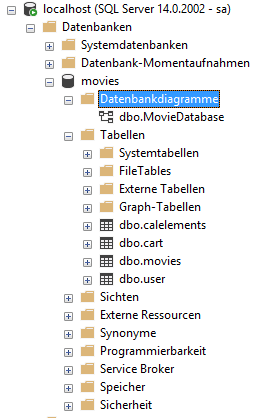 localhost (SQL Server 14.0.2002 - sa)
Datenbanken
Systemdatenbanken
Datenbank-Momentaufnahmen
movies
Datenbankdiagramme
dbo.MovieDatabase
Tabellen
Systemtabellen
FileTables
Externe Tabellen
Graph-Tabellen
dbo.calelements
dbo.cart
dbo.movies
dbo.user
Sichten
Externe Ressourcen
Synonyme
Programmierbarkeit
Service Broker
Speicher
Sicherheit